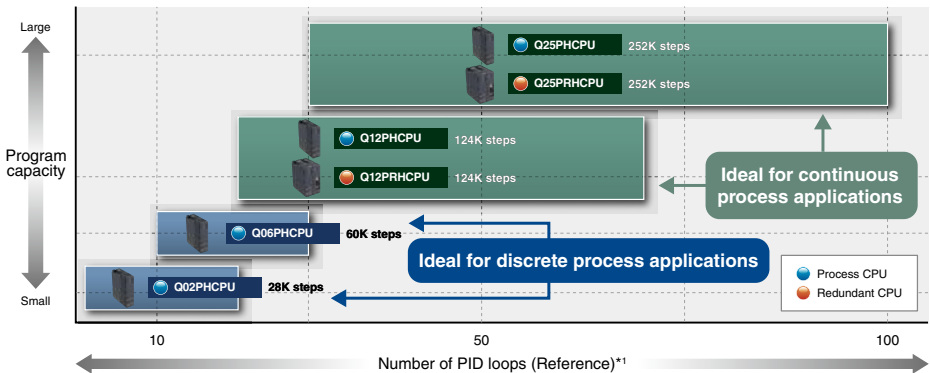 Large
Program
capacity
Small
Q25PHCPU 252K steps
Q25PRHCPU 252K steps
Q12PHCPU 124K steps
Q12PRHCPU 124K steps
Q06PHCPU 60K steps
Q02PHCPU 28K steps
Ideal for continuous
process applications
Ideal for discrete process applications
Process CPU
Redundant CPU
10 50 100
Number of PID loops (Reference)*1